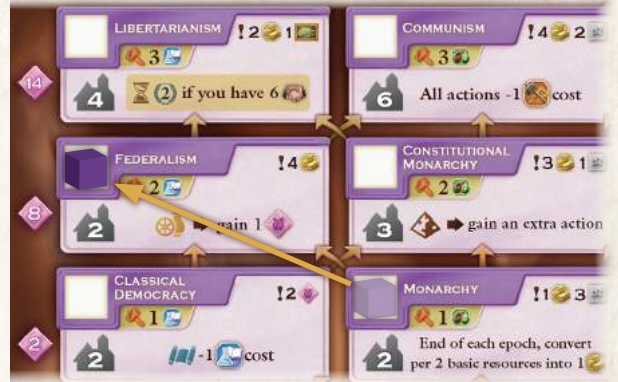 LIBERTARIANISM !2 1
3
14
4
2 if you have 6
COMMUNISM !4 2
3
6
All actions -1 cost
FEDERALISM !4
2
8
2
gain 1
CONSTITUTIONAL
MONARCHY !3 1
2
3
gain an extra action
CLASSICAL
DEMOCRACY !2
1
2
2
-1 cost
MONARCHY !1 3
1
2
End of each epoch, convert
per 2 basic resources into 1